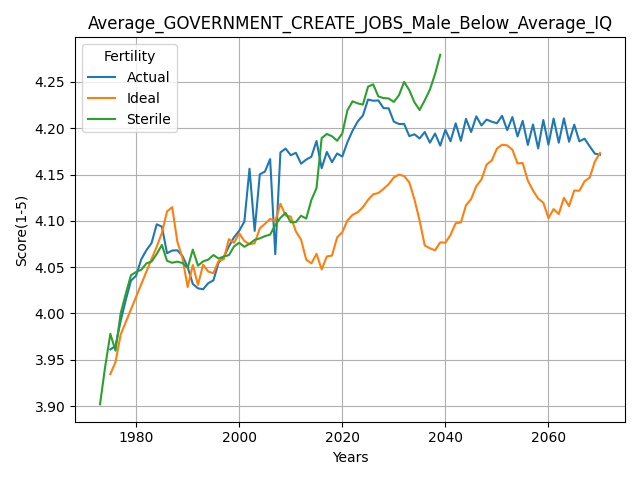 Average_GOVERNMENT_CREATE_JOBS_Male_Below_Average_IQ
Fertility
Actual
Ideal
Sterile
4.25
4.20
4.15
4.10
4.05
4.00
3.95
3.90
Score(1-5)
1980
2000
2020
2040
2060
Years